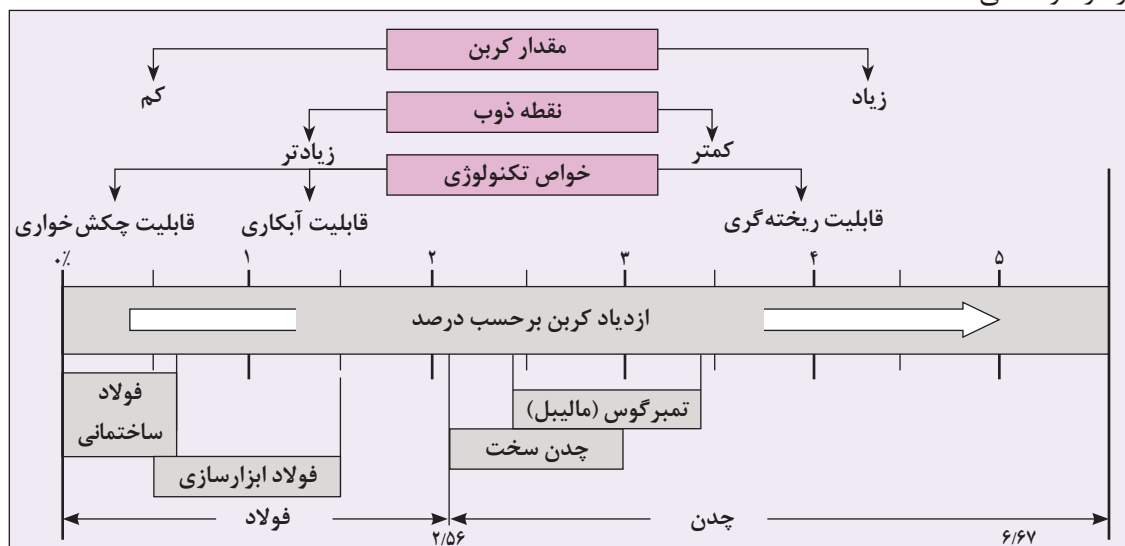 مقدار کربن
زیاد
کم
نقطه ذوب
کمتر
زیادتر
خواص تکنولوژی
قابلیت ریخته‌گری
قابلیت آبکاری
قابلیت چکش‌خواری
۰٪ ۱ ۲ ۳ ۴ ۵
ازدیاد کربن برحسب درصد
فولاد
ساختمانی
تمبرگوس (مالیبل)
چدن سخت
فولاد ابزارسازی
فولاد
چدن
۲/۵۶
۶/۶۷